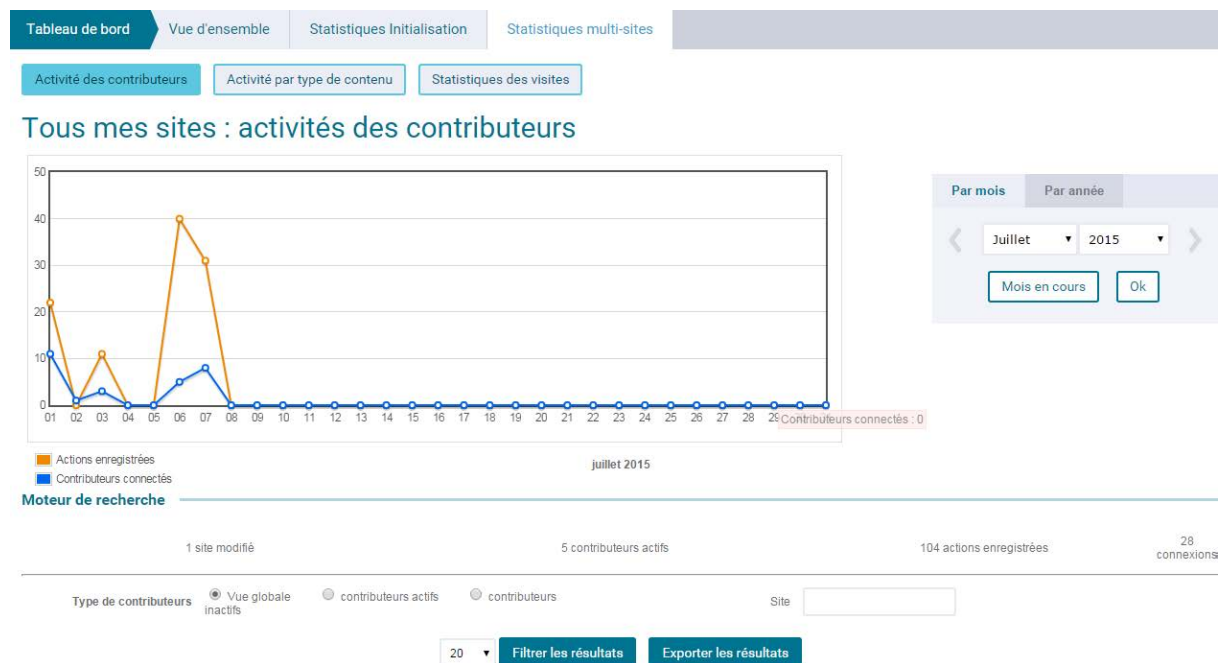 Tableau de bord Vue d'ensemble Statistiques Initialisation Statistiques multi-sites
Activité des contributeurs Activité par type de contenu Statistiques des visites
Tous mes sites : activités des contributeurs
50
40
30
20
10
0
01 02 03 04 05 06 07 08 09 10 11 12 13 14 15 16 17 18 19 20 21 22 23 24 25 26 27 28 29
Contributeurs connectés : 0
Par mois Par année
Juillet 2015
Mois en cours Ok
Actions enregistrées
Contributeurs connectés
juillet 2015
Moteur de recherche
1 site modifié 5 contributeurs actifs 104 actions enregistrées 28
connexions
Type de contributeurs Vue globale contributeurs actifs contributeurs Site
inactifs
20 Filtrer les résultats Exporter les résultats